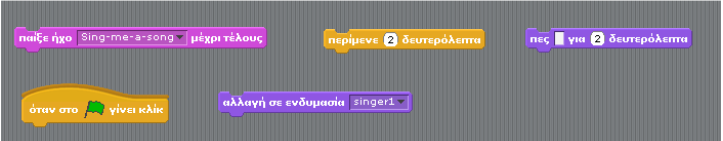 παίξε ήχο Sing-me-a-song μέχρι τέλους
περίμενε 2 δευτερόλεπτα
πες για 2 δευτερόλεπτα
όταν στο γίνει κλίκ
αλλαγή σε ενδυμασία singer1